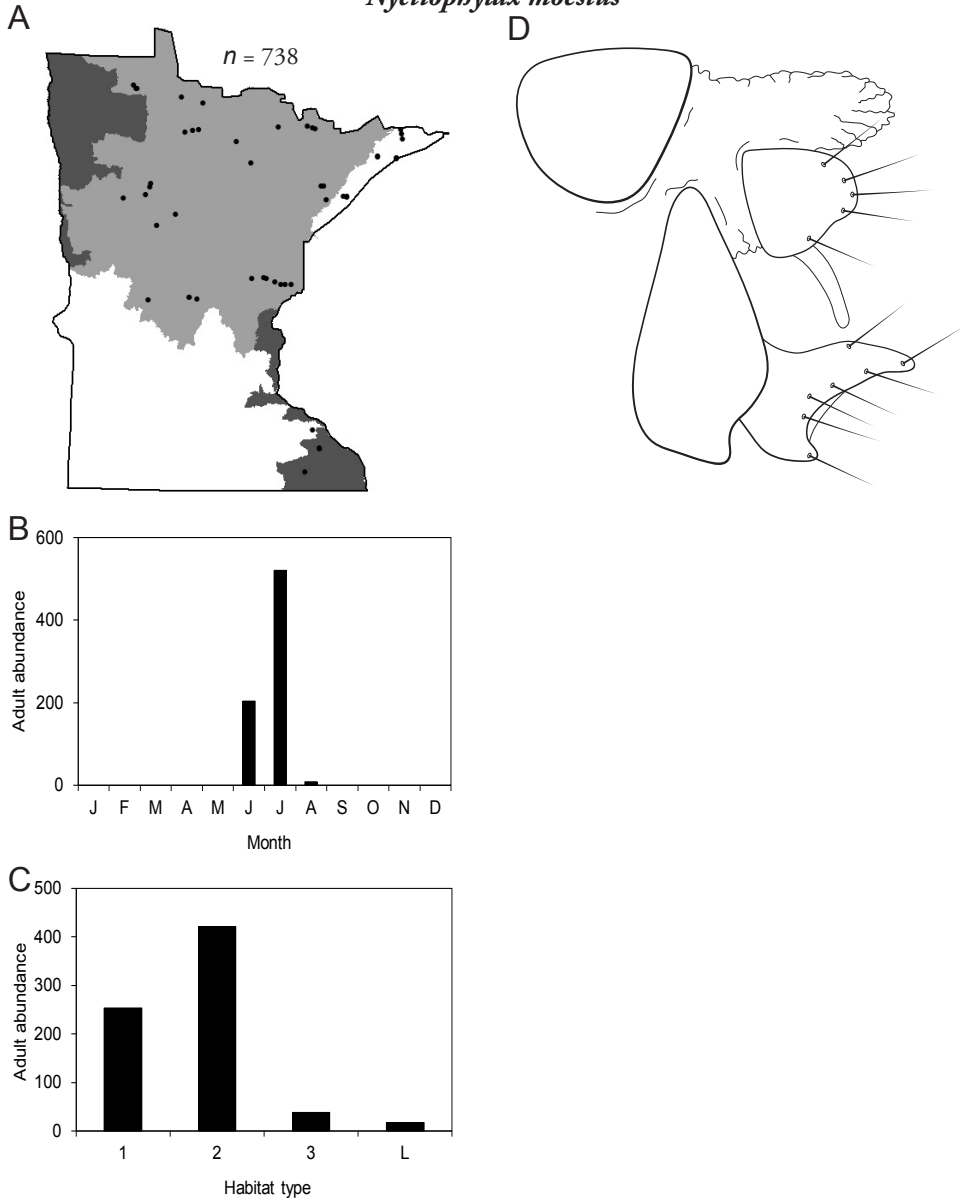 Nyctiophylax moestus
A
n = 738
D
B
600
400
200
0
Adult abundance
J F M A M J J A S O N D
Month
C
500
400
300
200
100
0
Adult abundance
1 2 3 L
Habitat type